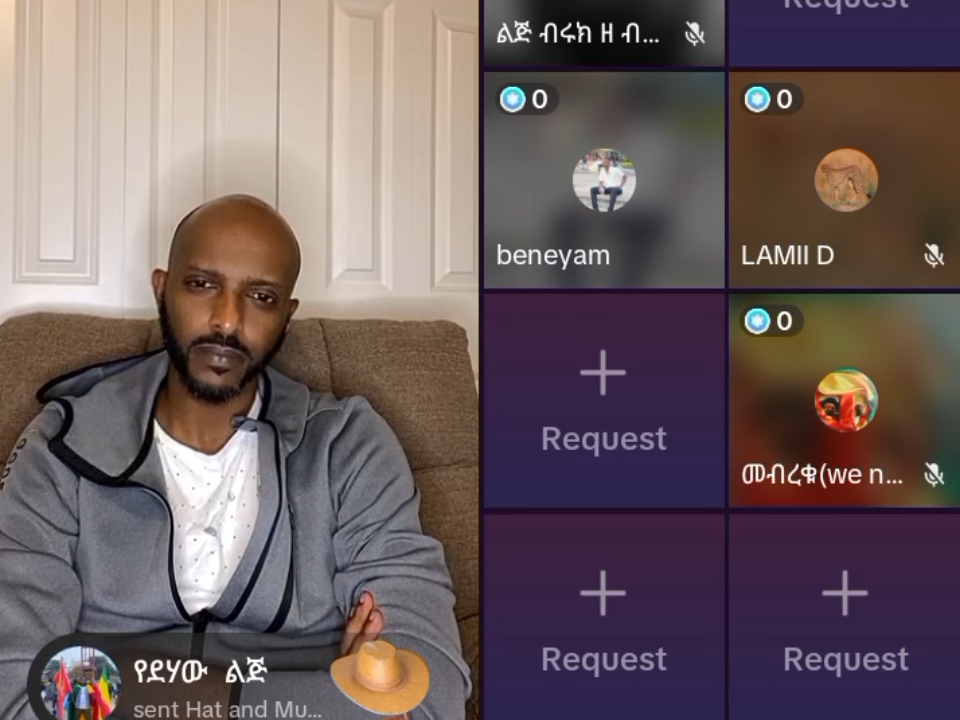 Request
ልጅ ብሩክ ዘ ብ...
0
0
beneyam
LAMII D
0
Request
መብረቁ(we n...
Request
Request
የደሃው ልጅ
sent Hat and Mu...